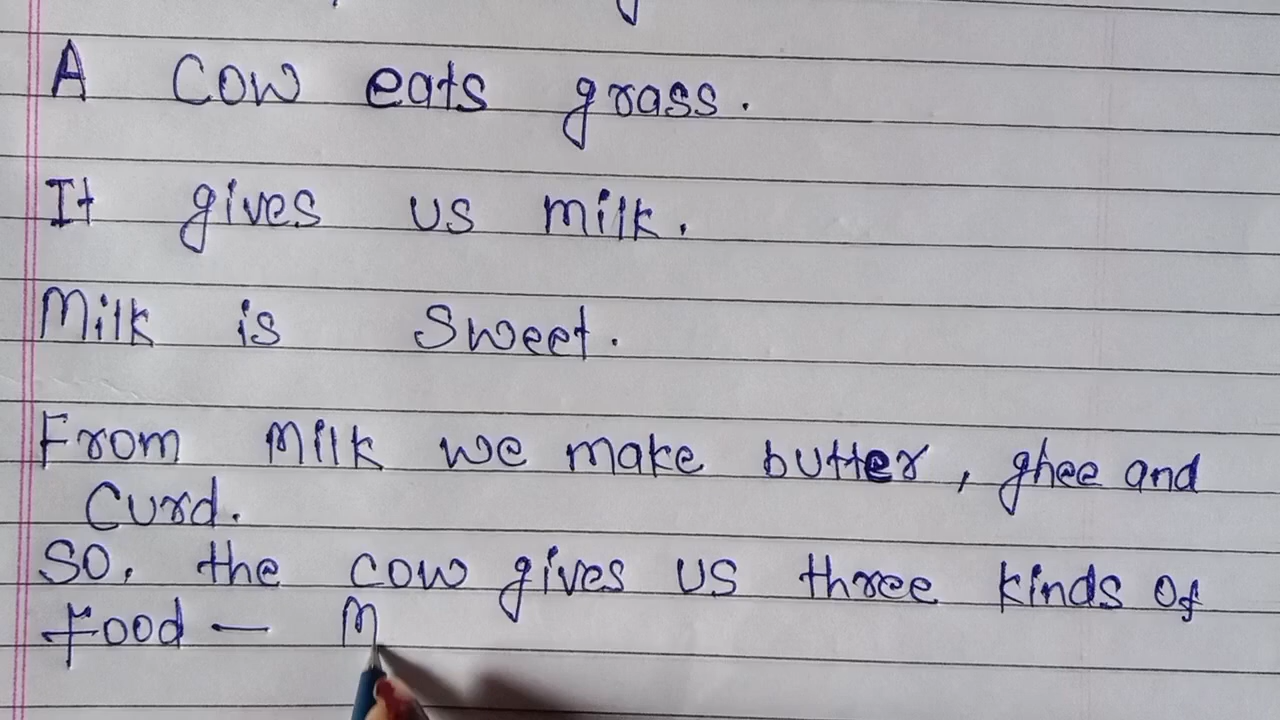 A cow eats grass.
It gives us milk.
Milk is sweet.
From milk we make butter, ghee and
Curd.
So, the cow gives us three kinds of
food — M